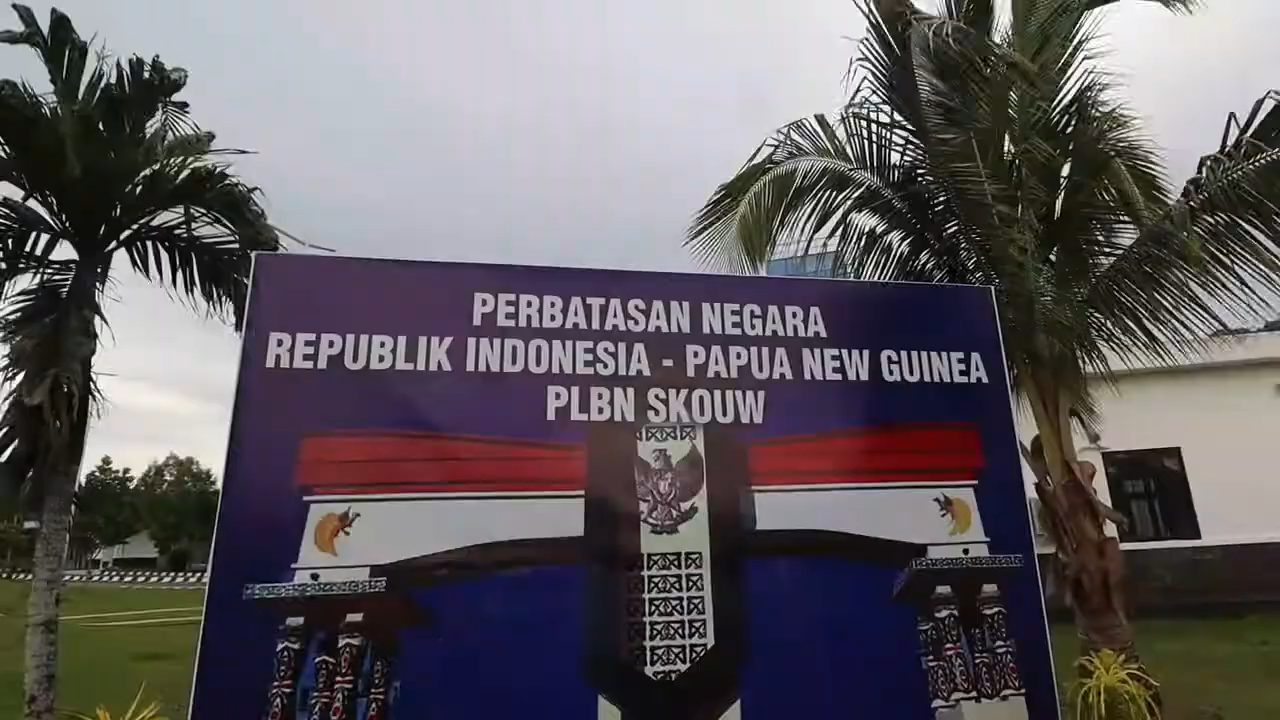 PERBATASAN NEGARA
REPUBLIK INDONESIA - PAPUA NEW GUINEA
PLBN SKOUW